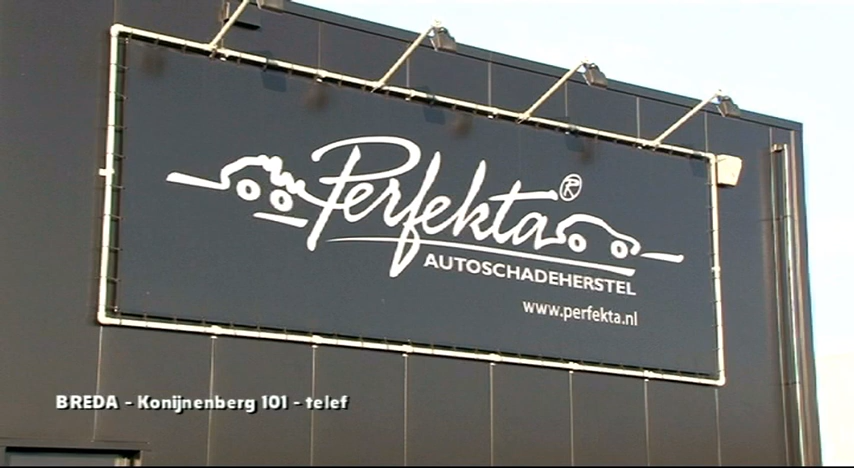 Perfekta
AUTOSCHADEHERSTEL
www.perfekta.nl
BREDA - Konijnenberg 101 - telef